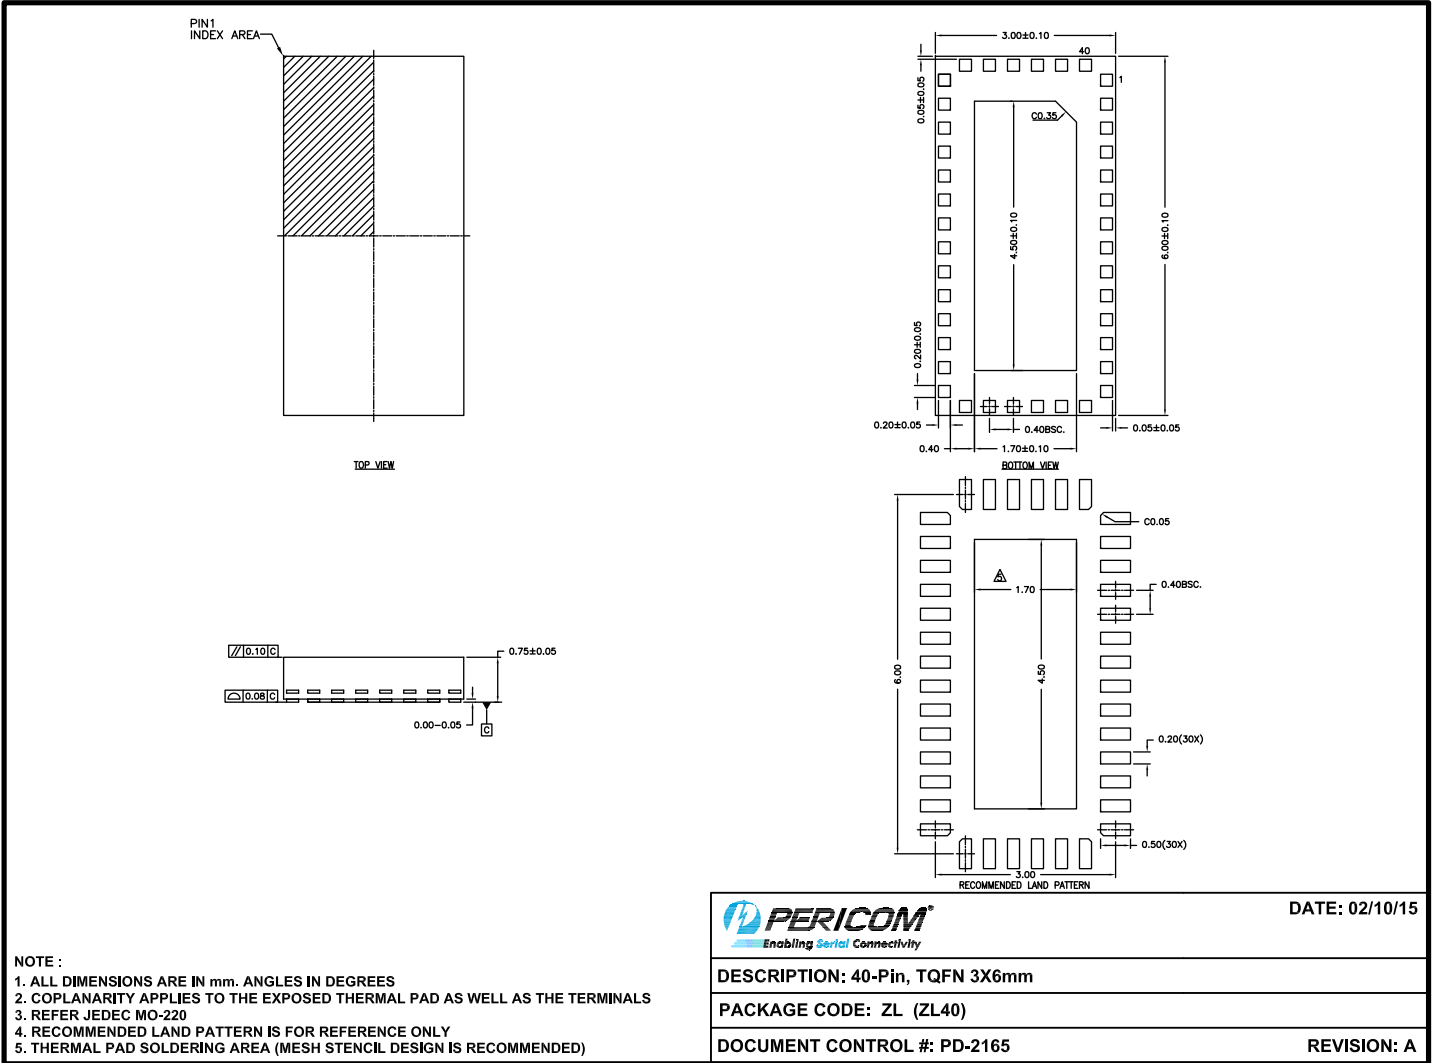 PIN1
INDEX AREA
TOP VIEW
3.00±0.10
40
1
0.05±0.05
C0.35
4.50±0.10
6.00±0.10
0.20±0.05
0.20±0.05
0.40BSC.
0.05±0.05
0.40
1.70±0.10
BOTTOM VIEW
C0.05
0.40BSC.
5
1.70
6.00
4.50
0.20(30X)
0.50(30X)
3.00
RECOMMENDED LAND PATTERN
// 0.10 C
0.75±0.05
0.08 C
0.00-0.05
C
NOTE :
1. ALL DIMENSIONS ARE IN mm. ANGLES IN DEGREES
2. COPLANARITY APPLIES TO THE EXPOSED THERMAL PAD AS WELL AS THE TERMINALS
3. REFER JEDEC MO-220
4. RECOMMENDED LAND PATTERN IS FOR REFERENCE ONLY
5. THERMAL PAD SOLDERING AREA (MESH STENCIL DESIGN IS RECOMMENDED)
PERICOM®
Enabling Serial Connectivity
DATE: 02/10/15
DESCRIPTION: 40-Pin, TQFN 3X6mm
PACKAGE CODE: ZL (ZL40)
DOCUMENT CONTROL #: PD-2165
REVISION: A